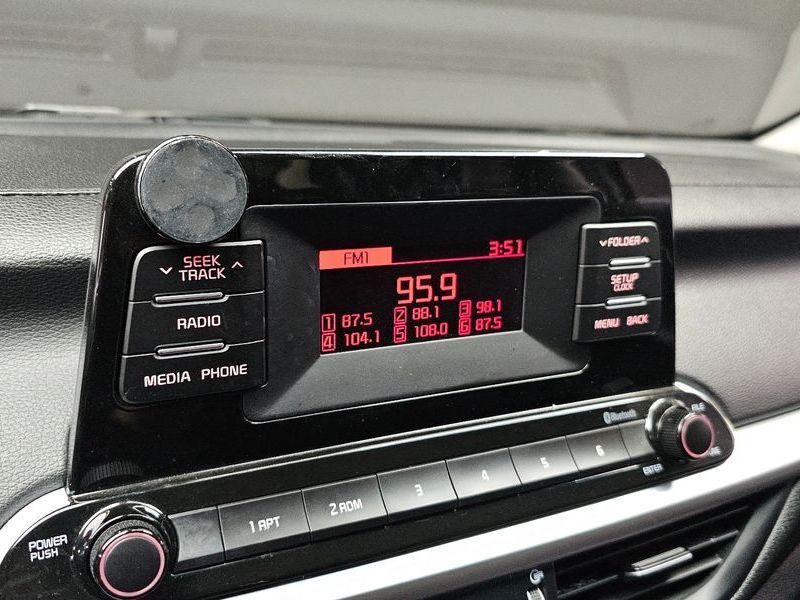 SEEK
TRACK
RADIO
MEDIA PHONE
FM1 3:51
95.9
1 87.5 2 88.1 3 98.1
4 104.1 5 108.0 6 87.5
FOLDER
SETUP
CLOCK
MENU BACK
Bluetooth
POWER
PUSH
1 RPT
2 RDM
3
4
5
6
ENTER
FILE